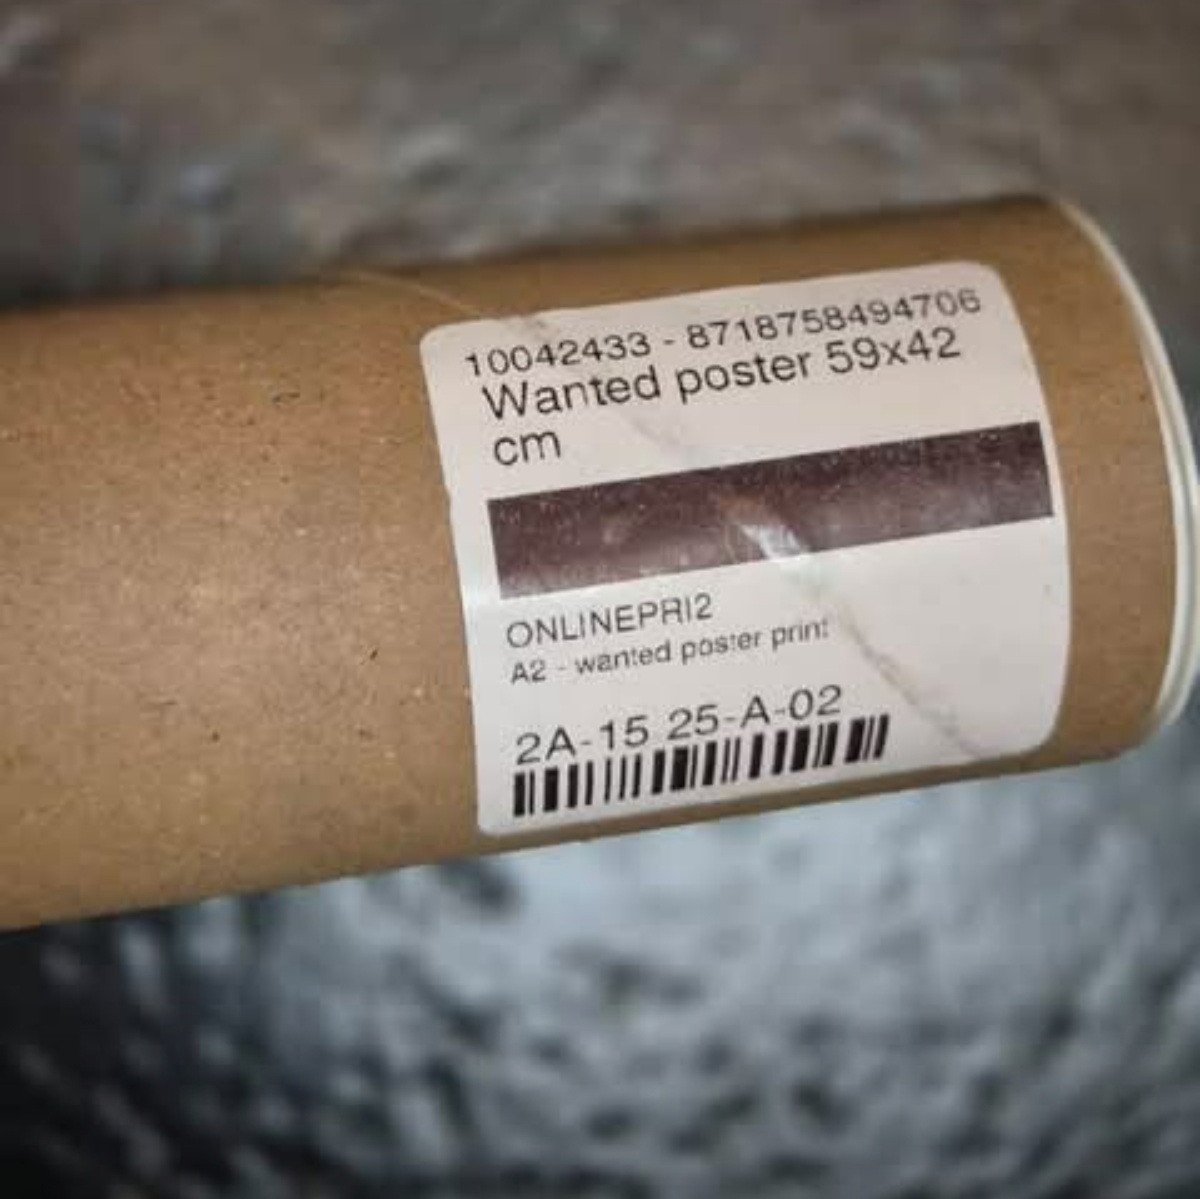 10042433 - 8718758494706
Wanted poster 59x42
cm
ONLINEPRI2
A2 - wanted poster print
2A-15 25-A-02